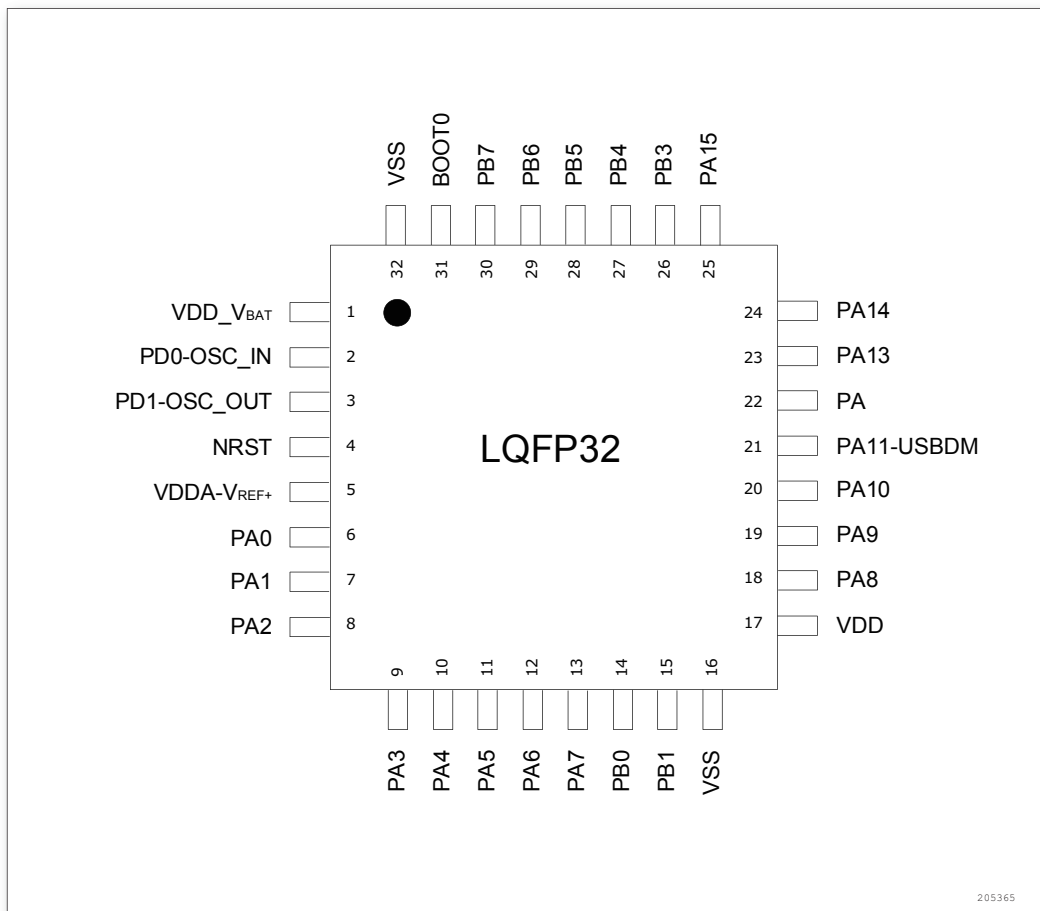 VSS
BOOT0
PB7
PB6
PB5
PB4
PB3
PA15
32
31
30
29
28
27
26
25
VDD_VBAT 1
PD0-OSC_IN 2
PD1-OSC_OUT 3
NRST 4
VDDA-VREF+ 5
PA0 6
PA1 7
PA2 8
LQFP32
24 PA14
23 PA13
22 PA
21 PA11-USBDM
20 PA10
19 PA9
18 PA8
17 VDD
9
10
11
12
13
14
15
16
PA3
PA4
PA5
PA6
PA7
PB0
PB1
VSS
205365